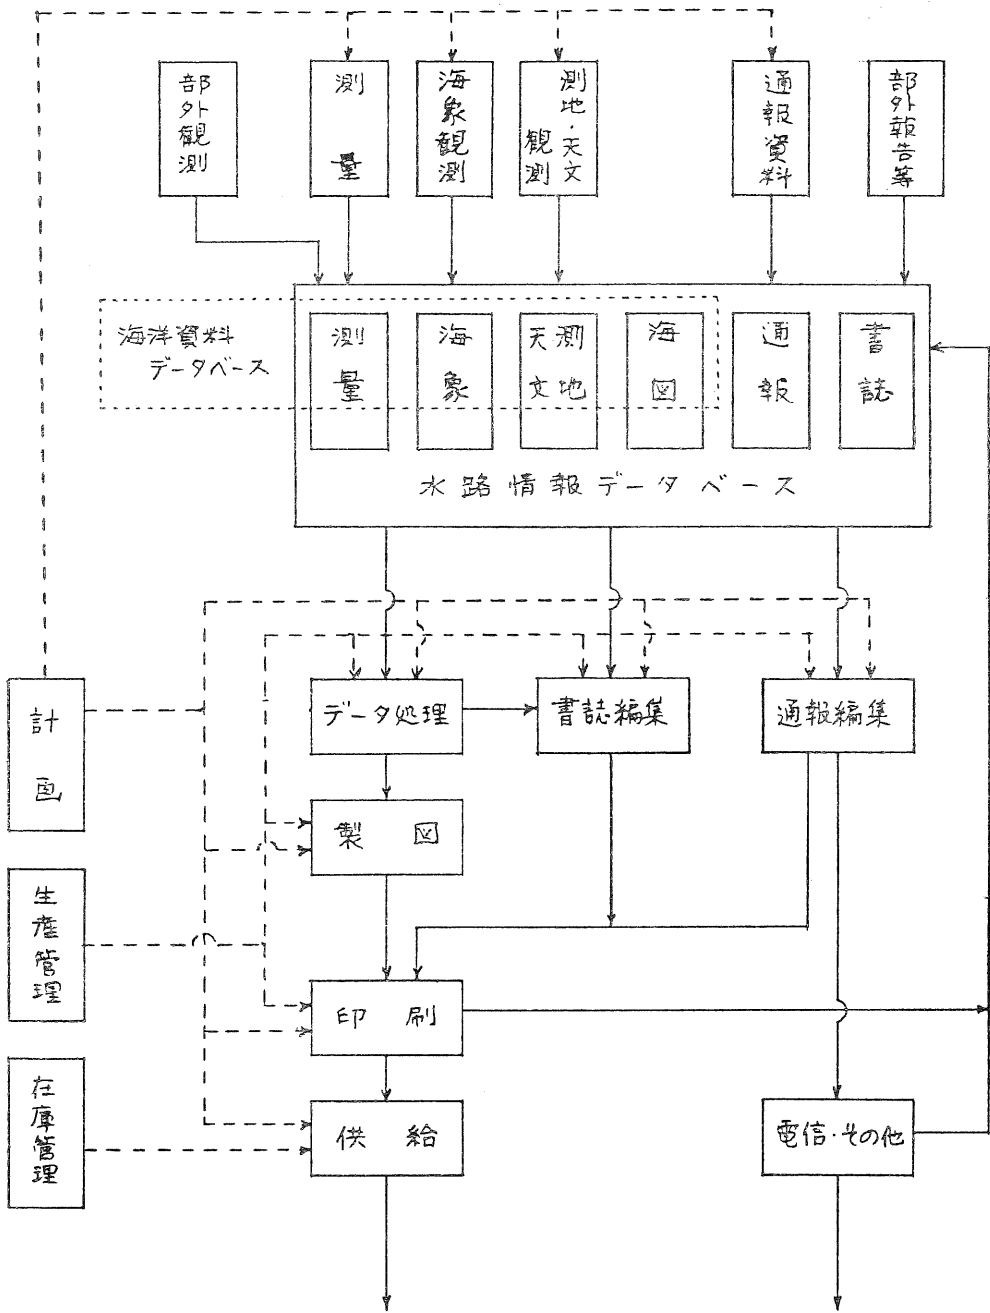 部外観測
測量
海象観測
測地・天文
観測
通報資料
部外報告等
海洋資料
データベース
測量
海象
測地
天文
海図
通報
書誌
水路情報データベース
計画
データ処理
書誌編集
通報編集
製図
生産管理
印刷
在庫管理
供給
電信・その他